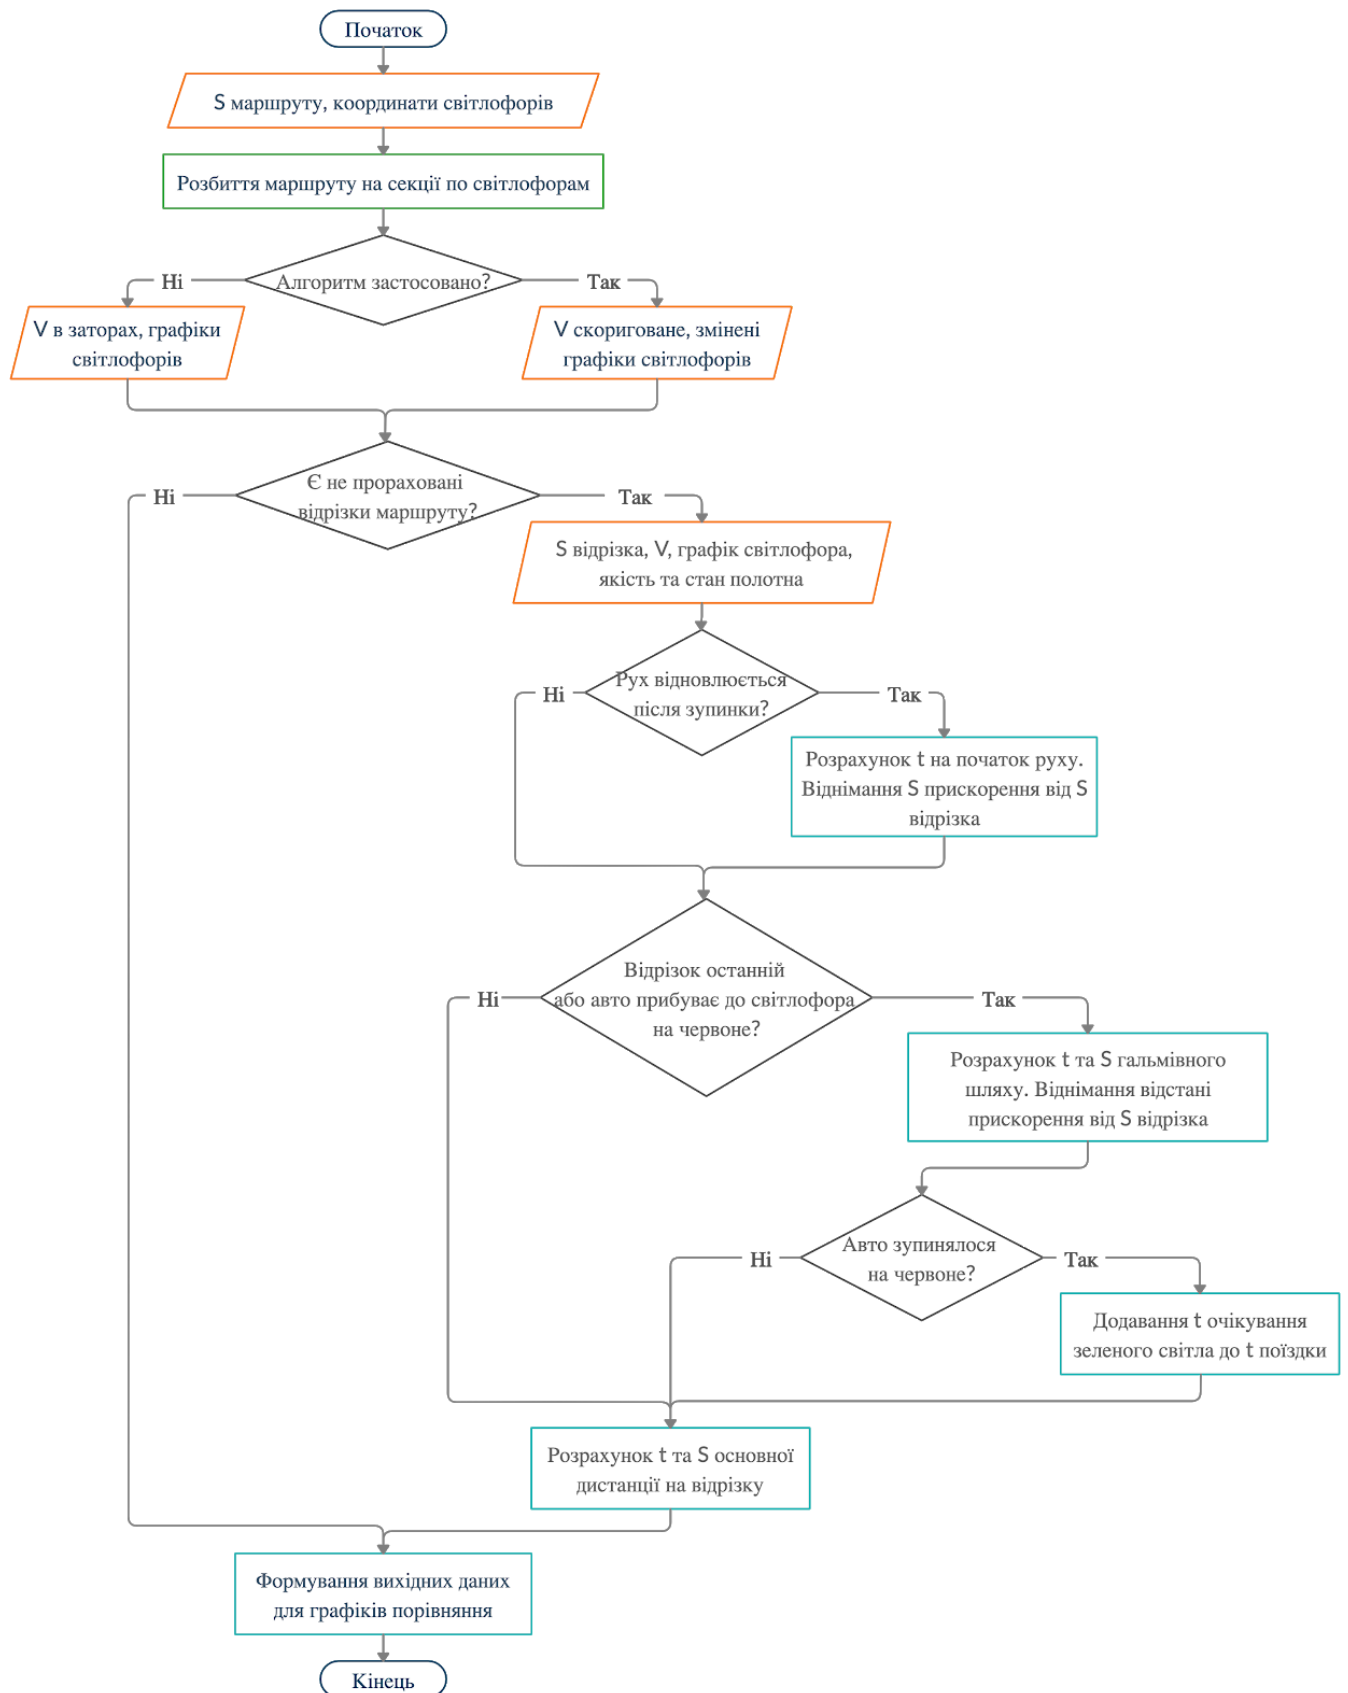 Початок
S маршруту, координати світлофорів
Розбиття маршруту на секції по світлофорам
Алгоритм застосовано?
Ні
Так
V в заторах, графіки
світлофорів
V скориговане, змінені
графіки світлофорів
Є не прораховані
відрізки маршруту?
Ні
Так
S відрізка, V, графік світлофора,
якість та стан полотна
Рух відновлюється
після зупинки?
Ні
Так
Розрахунок t на початок руху.
Віднімання S прискорення від S
відрізка
Відрізок останній
або авто прибуває до світлофора
на червоне?
Ні
Так
Розрахунок t та S гальмівного
шляху. Віднімання відстані
прискорення від S відрізка
Авто зупинялося
на червоне?
Ні
Так
Додавання t очікування
зеленого світла до t поїздки
Розрахунок t та S основної
дистанції на відрізку
Формування вихідних даних
для графіків порівняння
Кінець